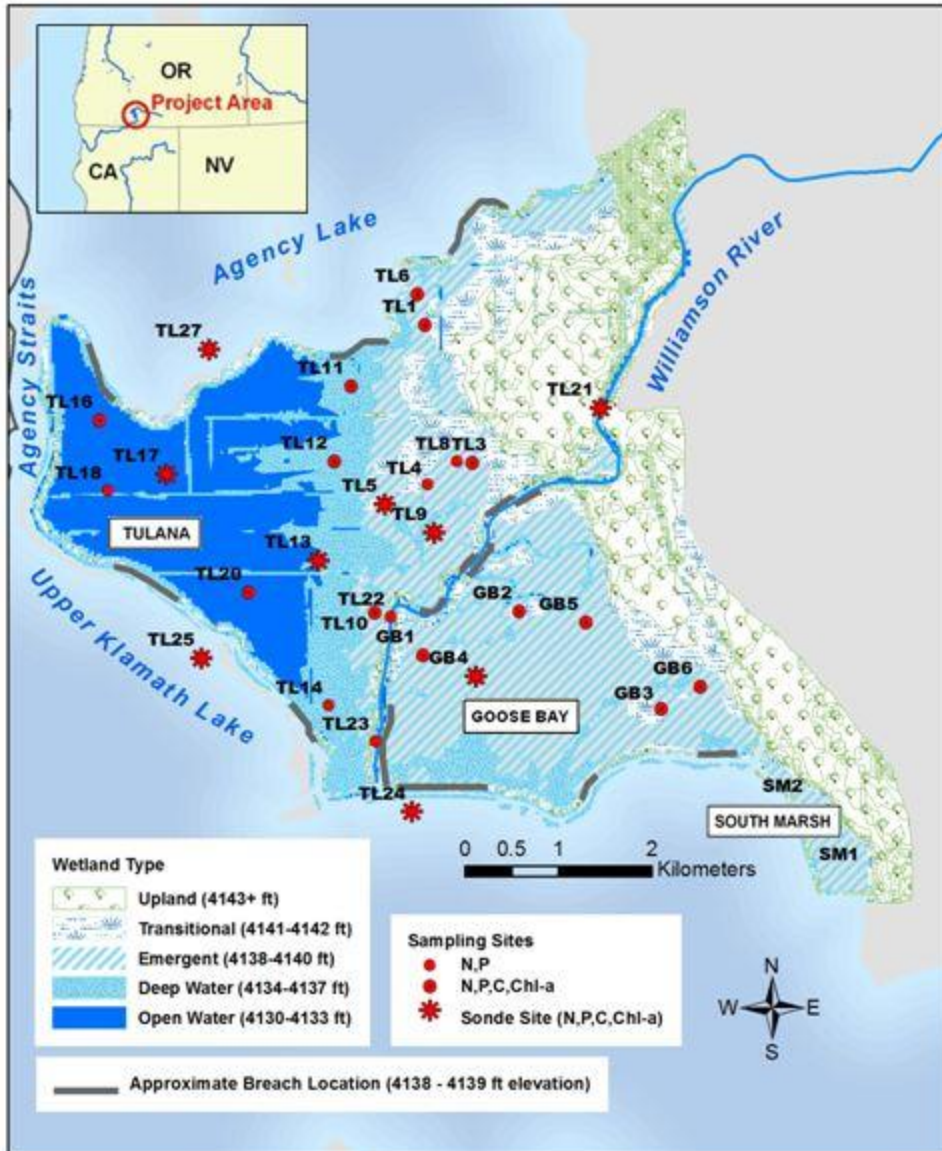 OR
Project Area
CA
NV
Agency Lake
Agency Straits
Williamson River
Upper Klamath Lake
TL6
TL1
TL27
TL11
TL21
TL16
TL12
TL8
TL3
TL17
TL4
TL18
TL5
TL9
TULANA
TL13
TL20
TL22
TL10
GB1
GB2
GB5
TL25
GB4
GB6
GB3
TL14
GOOSE BAY
TL23
TL24
SM2
SOUTH MARSH
SM1
0 0.5 1 2
Kilometers
Wetland Type
Upland (4143+ ft)
Transitional (4141-4142 ft)
Emergent (4138-4140 ft)
Deep Water (4134-4137 ft)
Open Water (4130-4133 ft)
Sampling Sites
N,P
N,P,C,Chl-a
Sonde Site (N,P,C,Chl-a)
N
W E
S
Approximate Breach Location (4138 - 4139 ft elevation)